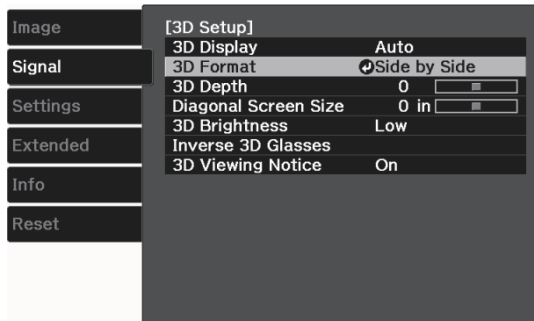 Image
Signal
Settings
Extended
Info
Reset
[3D Setup]
3D Display Auto
3D Format Side by Side
3D Depth 0
Diagonal Screen Size 0 in
3D Brightness Low
Inverse 3D Glasses
3D Viewing Notice On